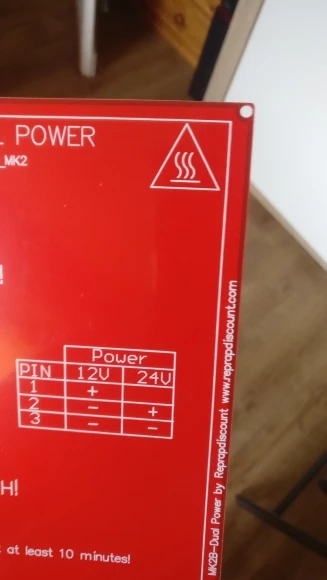 L POWER
_MK2
!
Power
PIN 12V 24V
1 +
2 - +
3 - -
H!
at least 10 minutes!
MK2B-Dual Power by Reprapdiscount www.reprapdiscount.com